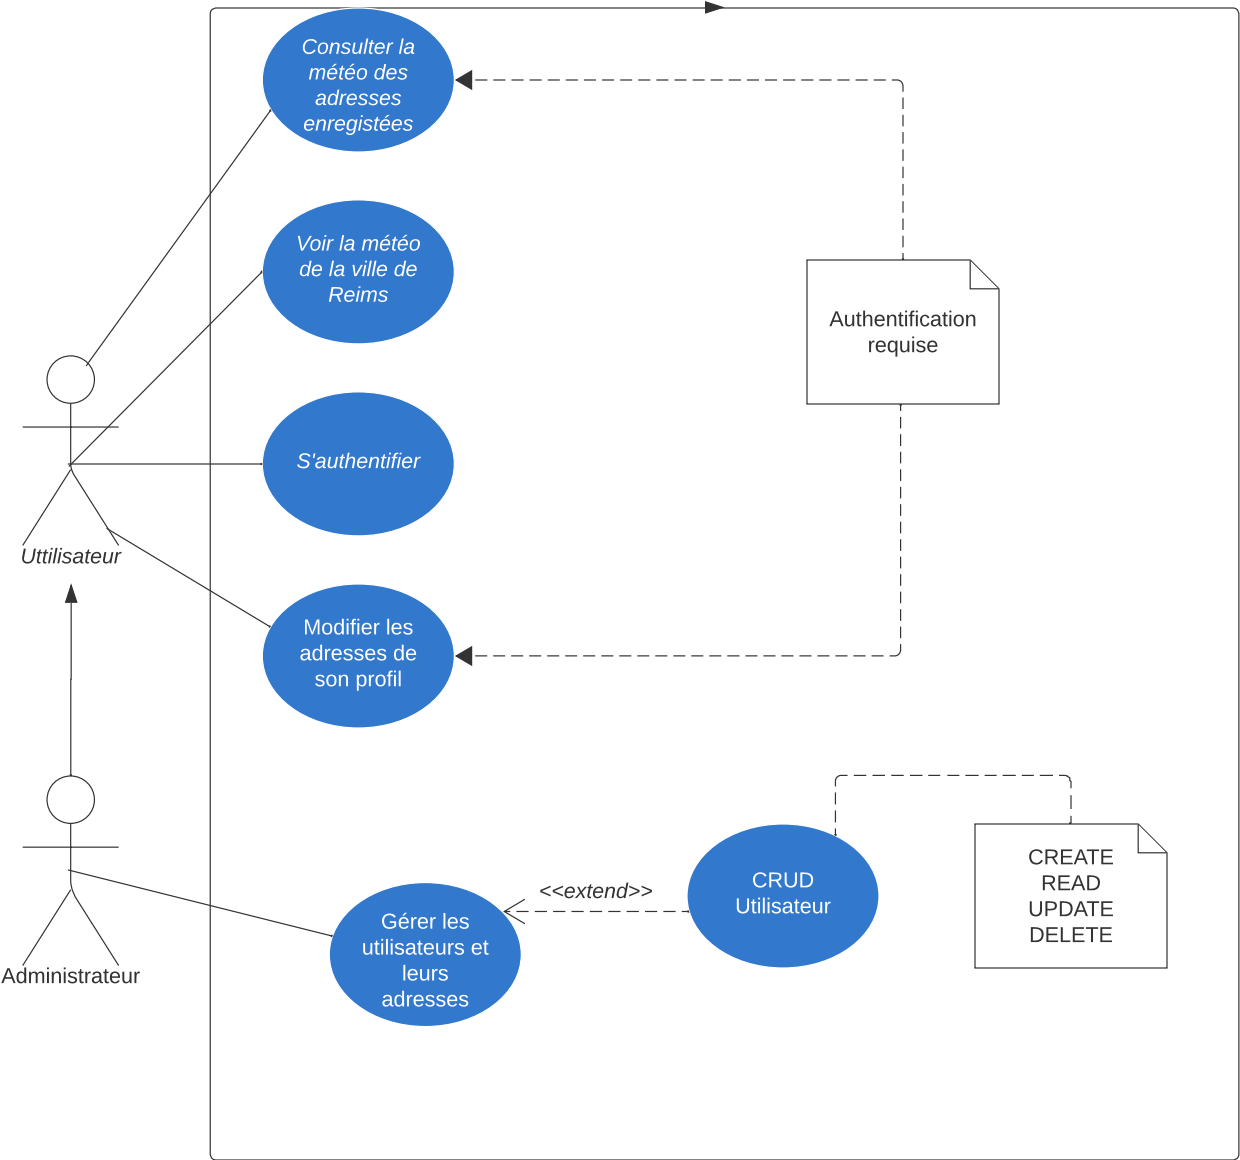 Consulter la
météo des
adresses
enregistées
Voir la météo
de la ville de
Reims
Authentification
requise
S'authentifier
Uttilisateur
Modifier les
adresses de
son profil
<<extend>>
CRUD
Utilisateur
CREATE
READ
UPDATE
DELETE
Gérer les
utilisateurs et
leurs
adresses
Administrateur